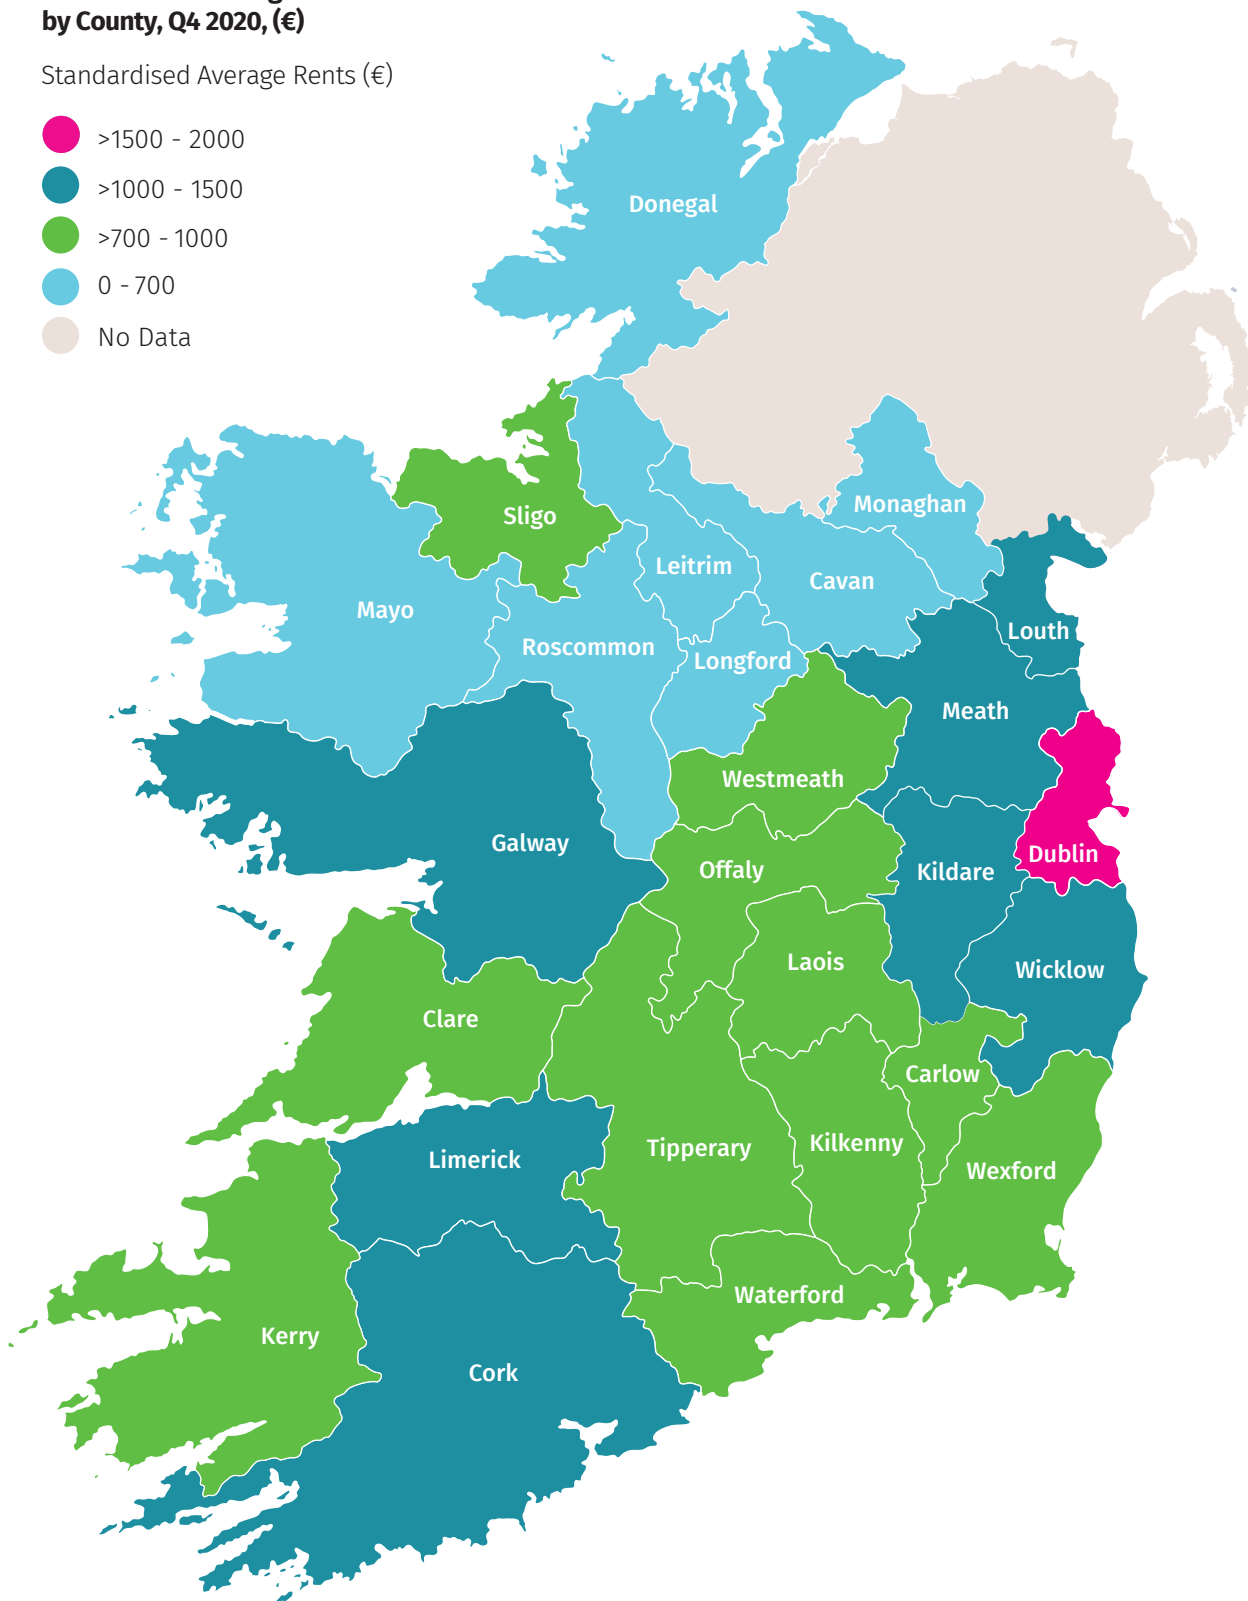 by County, Q4 2020, (€)
Standardised Average Rents (€)
>1500 - 2000
>1000 - 1500
>700 - 1000
0 - 700
No Data
Donegal
Monaghan
Sligo
Leitrim
Cavan
Mayo
Louth
Roscommon
Longford
Meath
Westmeath
Galway
Dublin
Offaly
Kildare
Laois
Wicklow
Clare
Carlow
Kilkenny
Tipperary
Limerick
Wexford
Waterford
Kerry
Cork